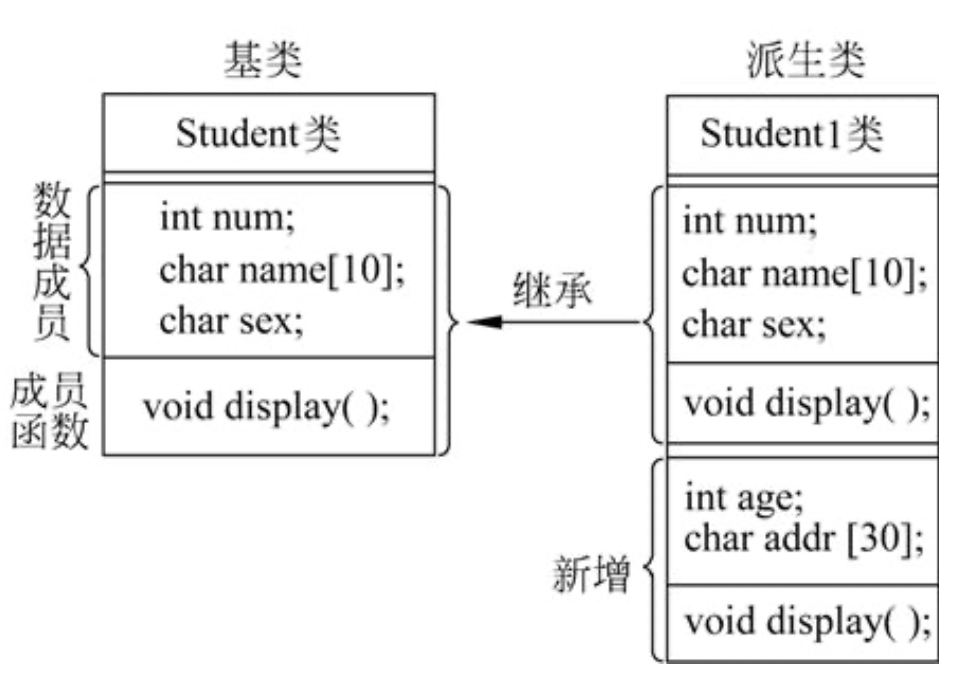 基类
Student类
数据成员
int num;
char name[10];
char sex;
成员
函数
void display( );
继承
派生类
Student1类
int num;
char name[10];
char sex;
void display( );
新增
int age;
char addr [30];
void display( );